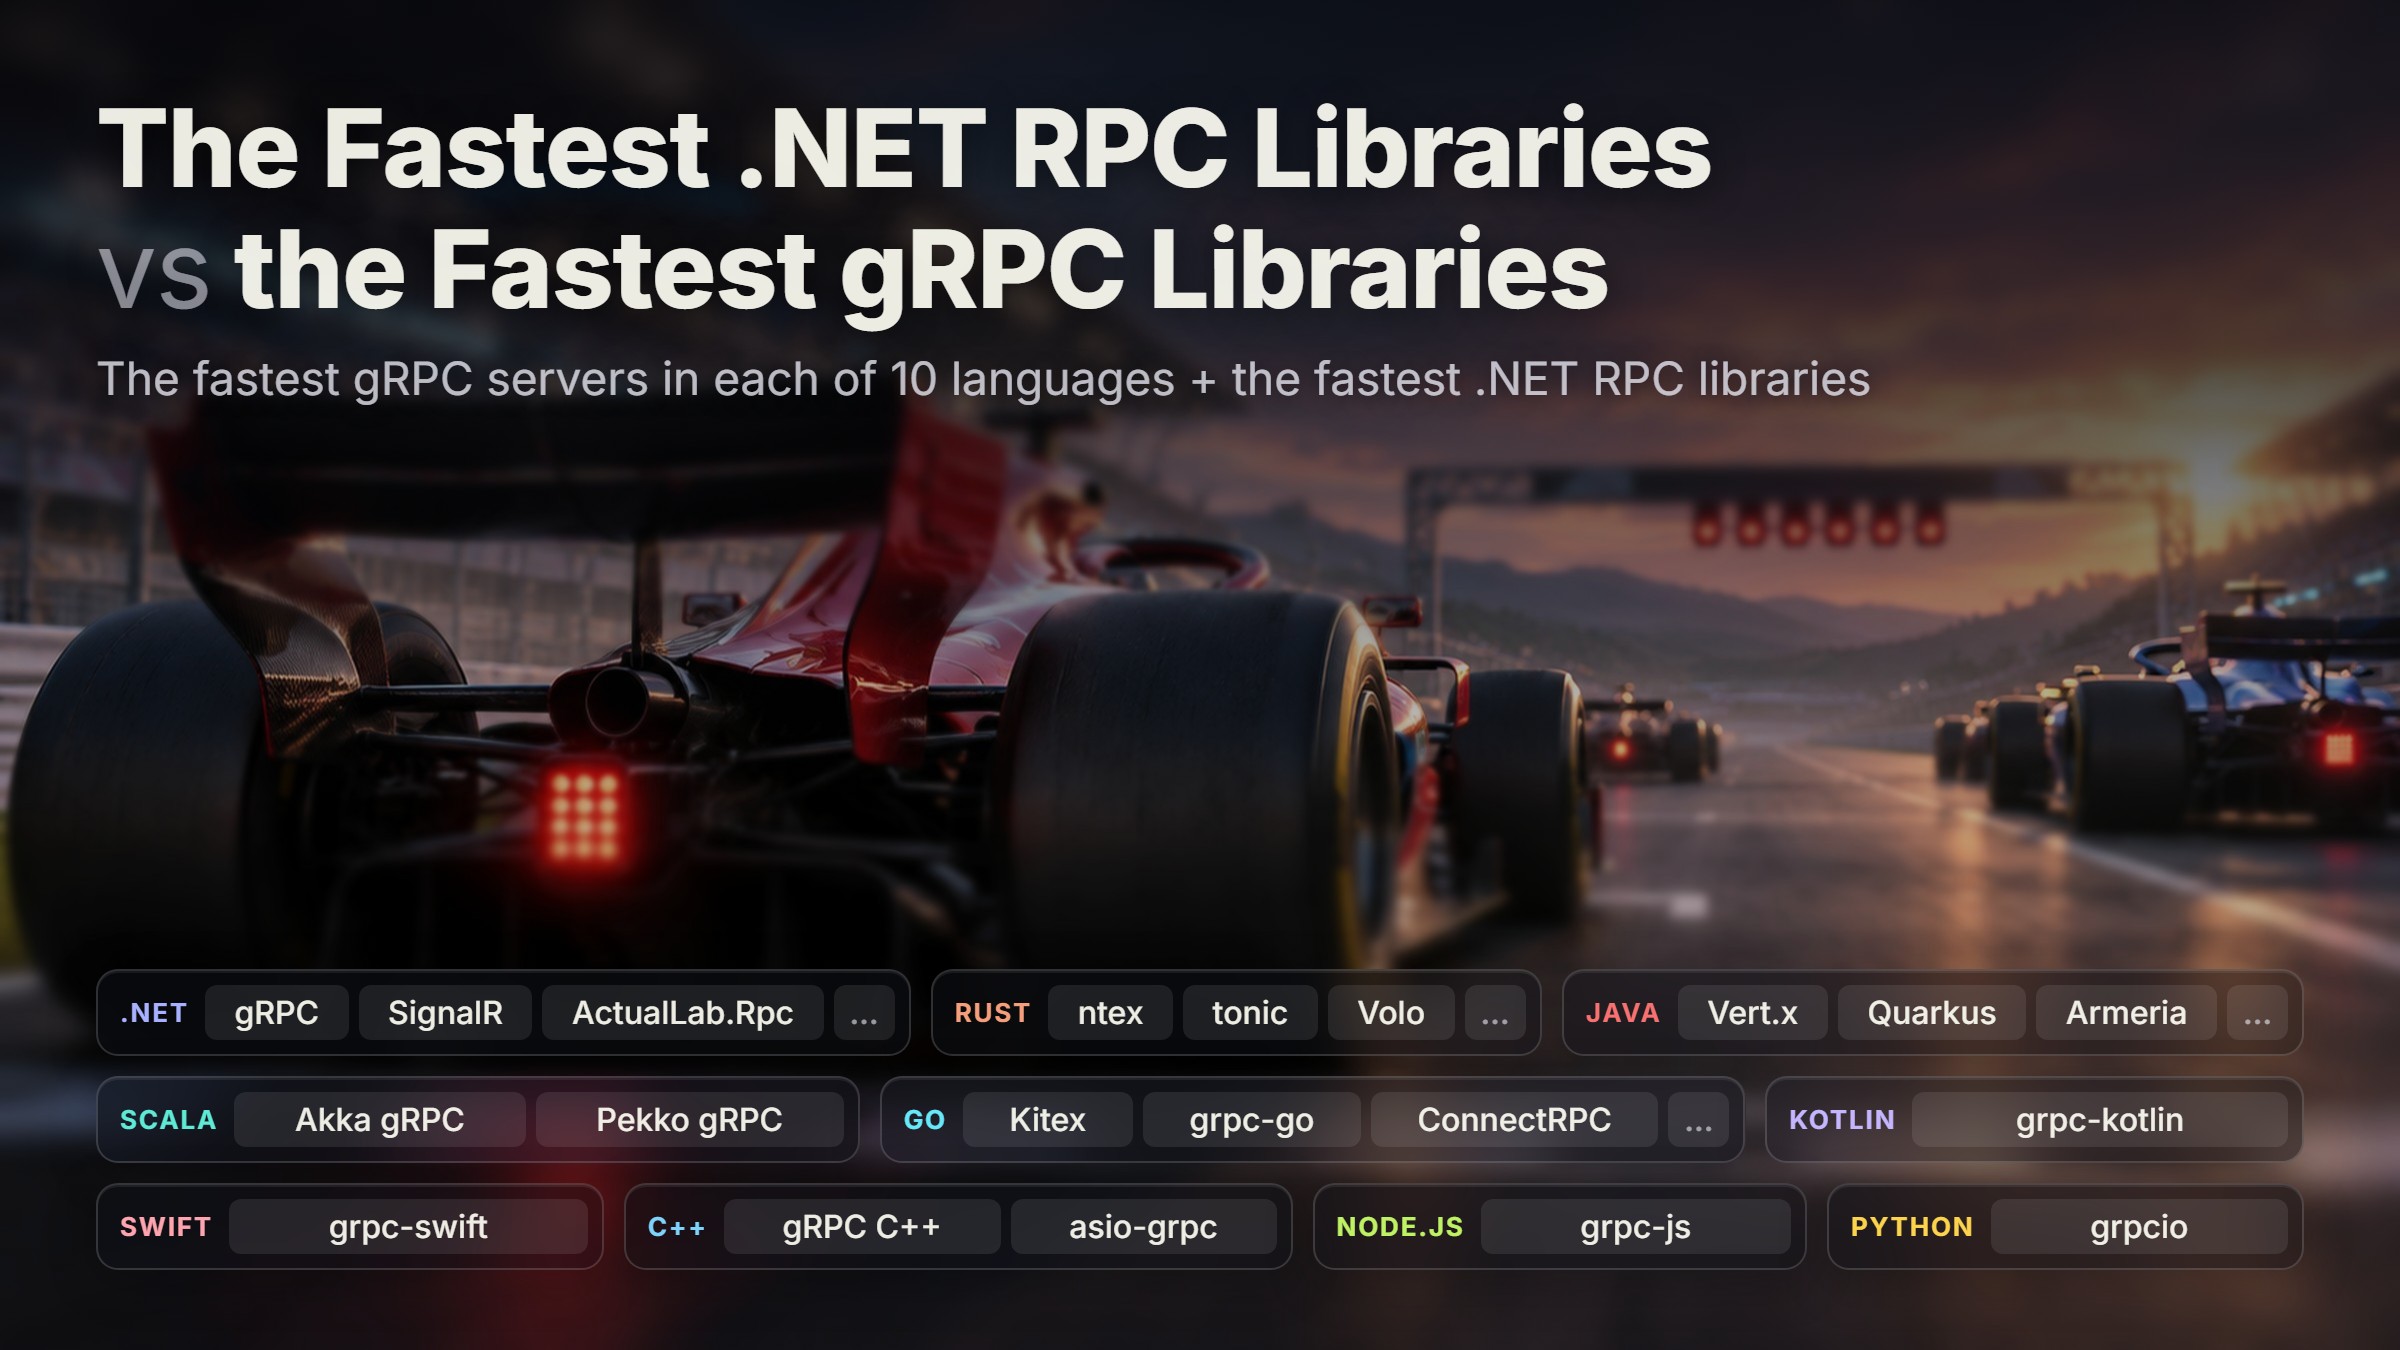 The Fastest .NET RPC Libraries
vs the Fastest gRPC Libraries
The fastest gRPC servers in each of 10 languages + the fastest .NET RPC libraries
.NET gRPC SignalR ActualLab.Rpc ...
RUST ntex tonic Volo ...
JAVA Vert.x Quarkus Armeria ...
SCALA Akka gRPC Pekko gRPC
GO Kitex grpc-go ConnectRPC ...
KOTLIN grpc-kotlin
SWIFT grpc-swift
C++ gRPC C++ asio-grpc
NODE.JS grpc-js
PYTHON grpcio